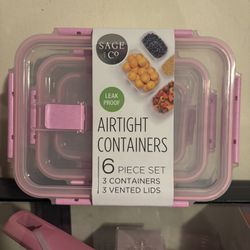 SAGE
& CO
LEAK
PROOF
AIRTIGHT
CONTAINERS
6 PIECE SET
3 CONTAINERS
3 VENTED LIDS